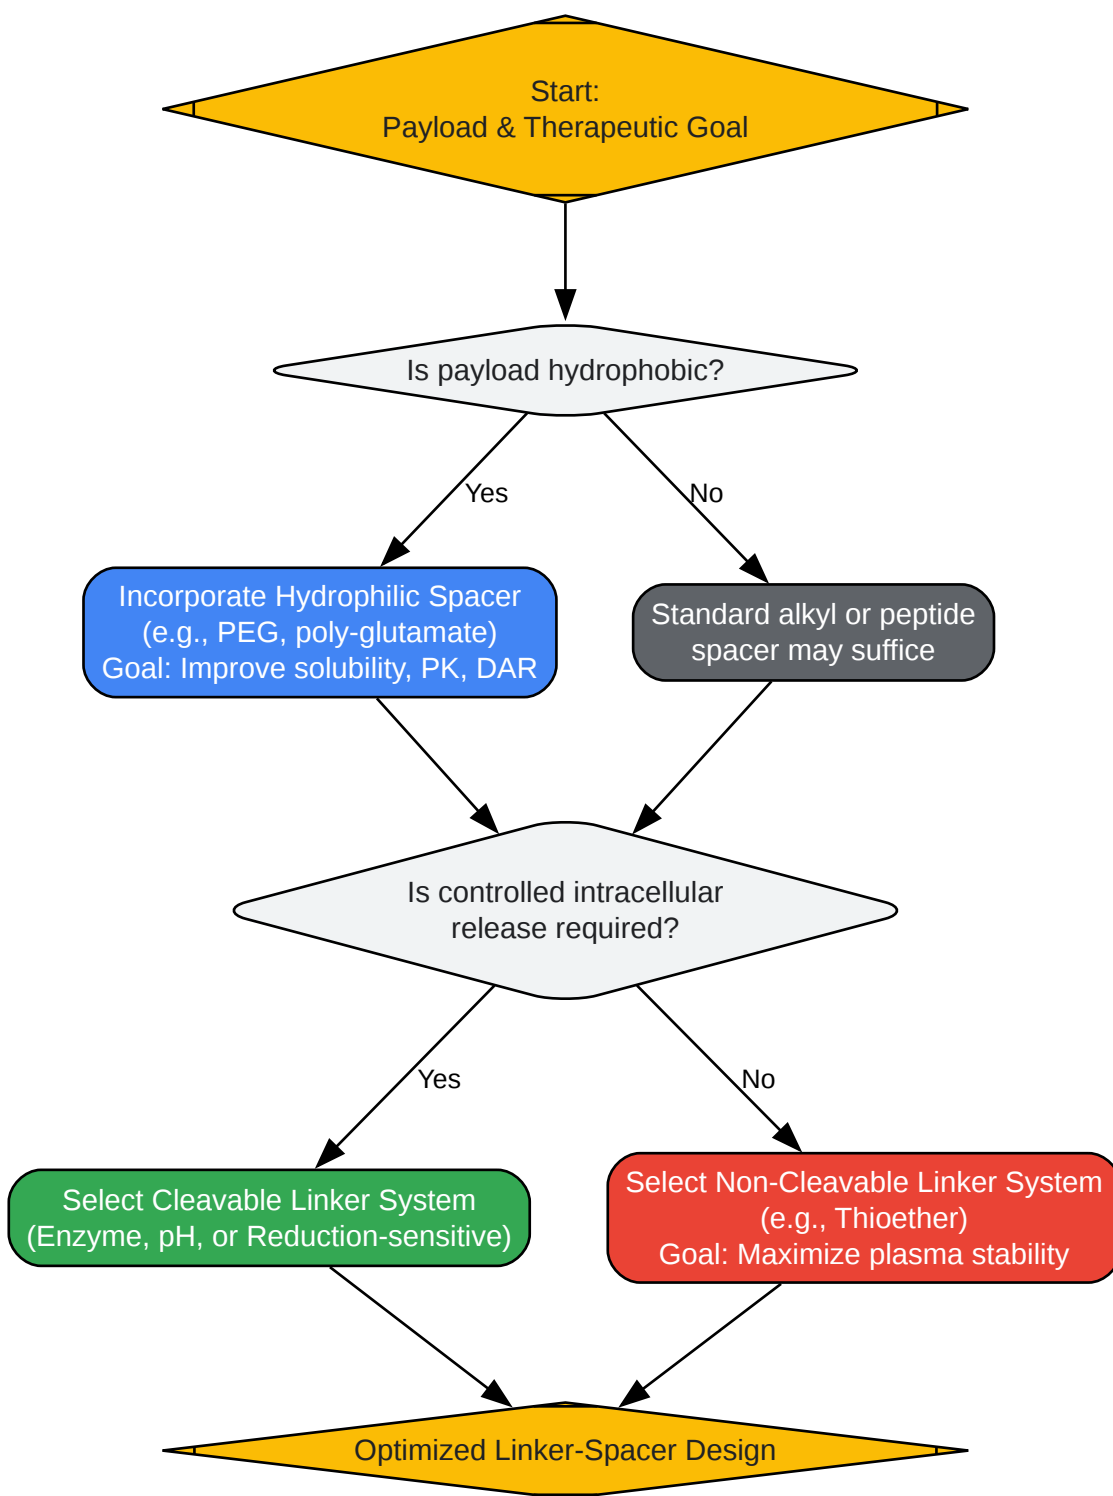 Start:
Payload & Therapeutic Goal
Is payload hydrophobic?
Yes
No
Incorporate Hydrophilic Spacer
(e.g., PEG, poly-glutamate)
Goal: Improve solubility, PK, DAR
Standard alkyl or peptide
spacer may suffice
Is controlled intracellular
release required?
Yes
No
Select Cleavable Linker System
(Enzyme, pH, or Reduction-sensitive)
Select Non-Cleavable Linker System
(e.g., Thioether)
Goal: Maximize plasma stability
Optimized Linker-Spacer Design